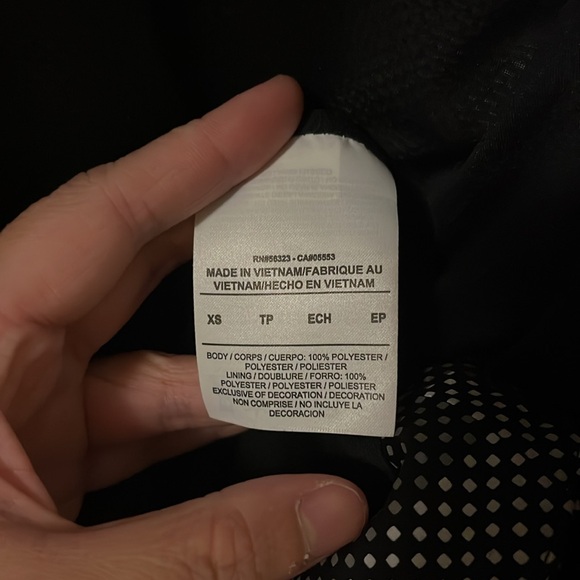 RN#56323 - CA#05553
MADE IN VIETNAM/FABRIQUE AU
VIETNAM/HECHO EN VIETNAM
XS TP ECH EP
BODY / CORPS / CUERPO: 100% POLYESTER /
POLYESTER / POLIESTER
LINING / DOUBLURE / FORRO: 100%
POLYESTER / POLYESTER / POLIESTER
EXCLUSIVE OF DECORATION / DECORATION
NON COMPRISE / NO INCLUYE LA
DECORACION